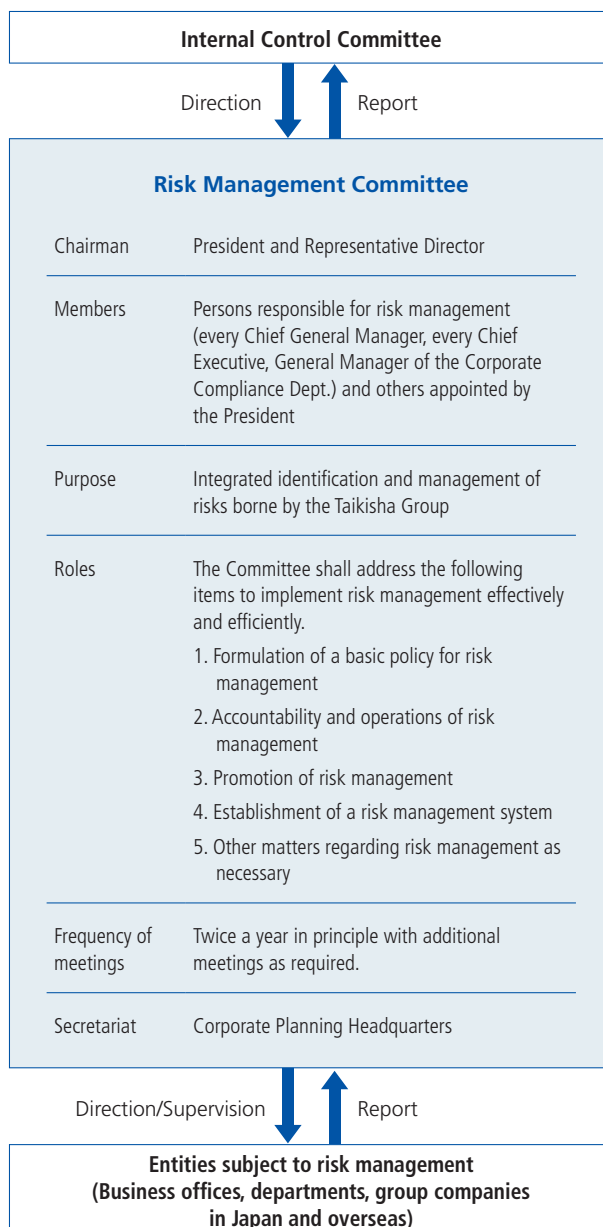 Internal Control Committee
Direction
Report
Risk Management Committee
Chairman
President and Representative Director
Members
Persons responsible for risk management
(every Chief General Manager, every Chief
Executive, General Manager of the Corporate
Compliance Dept.) and others appointed by
the President
Purpose
Integrated identification and management of
risks borne by the Taikisha Group
Roles
The Committee shall address the following
items to implement risk management effectively
and efficiently.
1. Formulation of a basic policy for risk
management
2. Accountability and operations of risk
management
3. Promotion of risk management
4. Establishment of a risk management system
5. Other matters regarding risk management as
necessary
Frequency of
meetings
Twice a year in principle with additional
meetings as required.
Secretariat
Corporate Planning Headquarters
Direction/Supervision
Report
Entities subject to risk management
(Business offices, departments, group companies
in Japan and overseas)